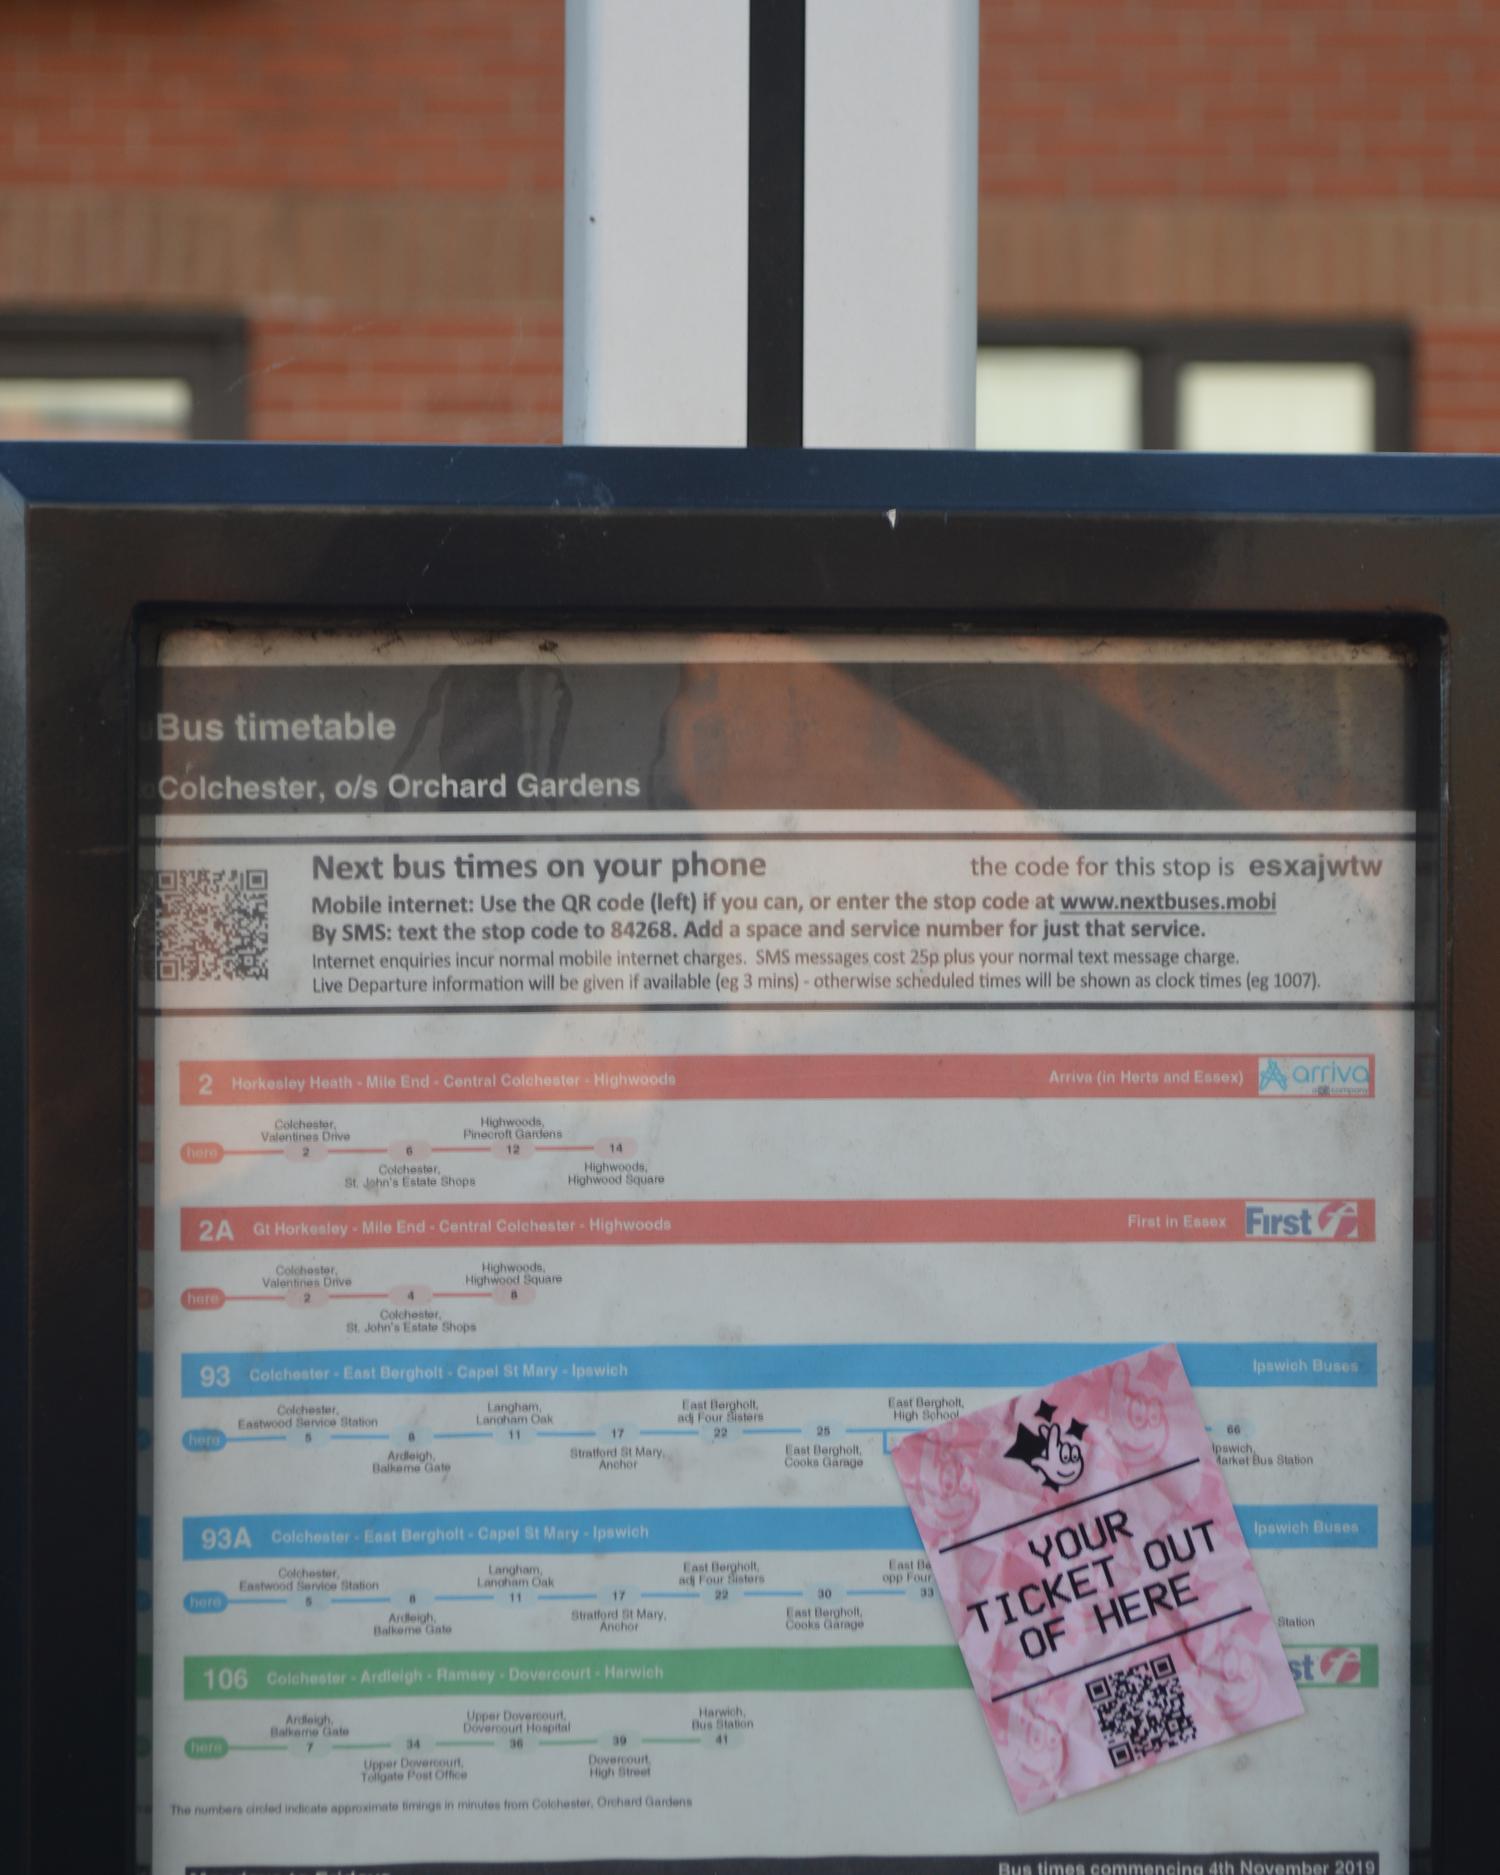 Bus timetable
Colchester, o/s Orchard Gardens
Next bus times on your phone
the code for this stop is esxajwtw
Mobile internet: Use the QR code (left) if you can, or enter the stop code at www.nextbuses.mobi
By SMS: text the stop code to 84268. Add a space and service number for just that service.
Internet enquiries incur normal mobile internet charges. SMS messages cost 25p plus your normal text message charge.
Live Departure information will be given if available (eg 3 mins) - otherwise scheduled times will be shown as clock times (eg 1007).
2 Horkesley Heath - Mile End - Central Colchester - Highwoods Arriva (in Herts and Essex) arriva
Colchester, Highwoods,
Valentines Drive Pinecroft Gardens
here 2 6 12 14
Colchester, Highwoods,
St. John's Estate Shops Highwood Square
2A Gt Horkesley - Mile End - Central Colchester - Highwoods First in Essex First
Colchester, Highwoods,
Valentines Drive Highwood Square
here 2 4 8
Colchester,
St. John's Estate Shops
93 Colchester - East Bergholt - Capel St Mary - Ipswich Ipswich Buses
Colchester, Langham, East Bergholt, East Bergholt,
Eastwood Service Station Langham Oak adj Four Sisters High School
here 5 8 11 17 22 25 66
Ardleigh, Stratford St Mary, East Bergholt, Ipswich,
Balkerne Gate Anchor Cooks Garage Market Bus Station
93A Colchester - East Bergholt - Capel St Mary - Ipswich Ipswich Buses
Colchester, Langham, East Bergholt, East Be
Eastwood Service Station Langham Oak adj Four Sisters opp Four
here 5 8 11 17 22 30 33
Ardleigh, Stratford St Mary, East Bergholt, Station
Balkerne Gate Anchor Cooks Garage
106 Colchester - Ardleigh - Ramsey - Dovercourt - Harwich st
Ardleigh, Upper Dovercourt, Harwich,
Balkerne Gate Dovercourt Hospital Bus Station
here 7 34 36 39 41
Upper Dovercourt, Dovercourt,
Tollgate Post Office High Street
The numbers circled indicate approximate timings in minutes from Colchester, Orchard Gardens
Bus times commencing 4th November 2019
YOUR
TICKET OUT
OF HERE